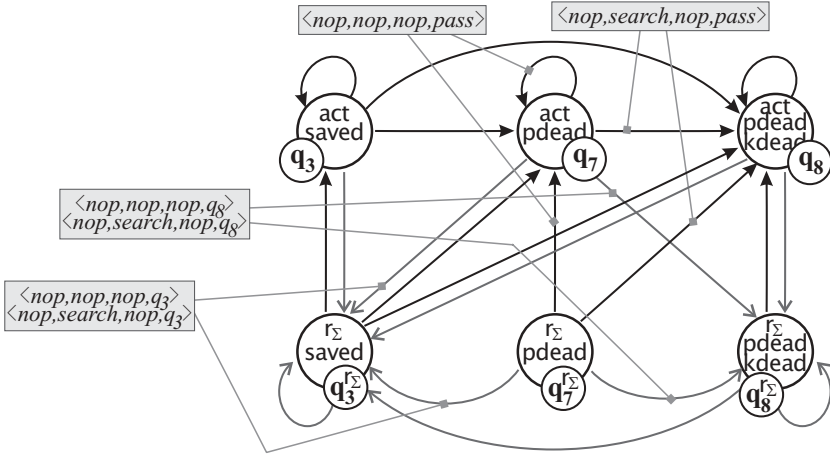 <nop,nop,nop,pass>
<nop,search,nop,pass>
act
saved
q3
act
pdead
q7
act
pdead
kdead
q8
<nop,nop,nop,q8>
<nop,search,nop,q8>
<nop,nop,nop,q3>
<nop,search,nop,q3>
rΣ
saved
q3rΣ
rΣ
pdead
q7rΣ
rΣ
pdead
kdead
q8rΣ